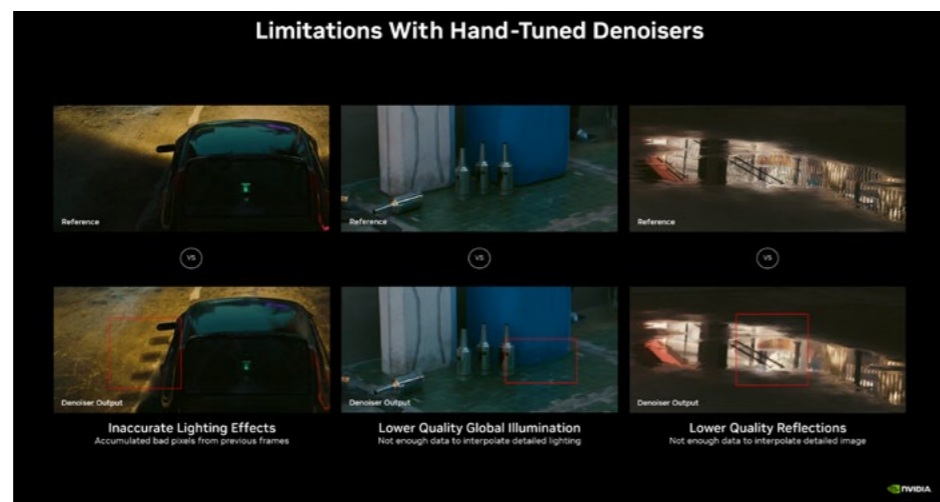 Limitations With Hand-Tuned Denoisers
Reference
Reference
Reference
VS
VS
VS
Denoiser Output
Denoiser Output
Denoiser Output
Inaccurate Lighting Effects
Accumulated bad pixels from previous frames
Lower Quality Global Illumination
Not enough data to interpolate detailed lighting
Lower Quality Reflections
Not enough data to interpolate detailed image
NVIDIA